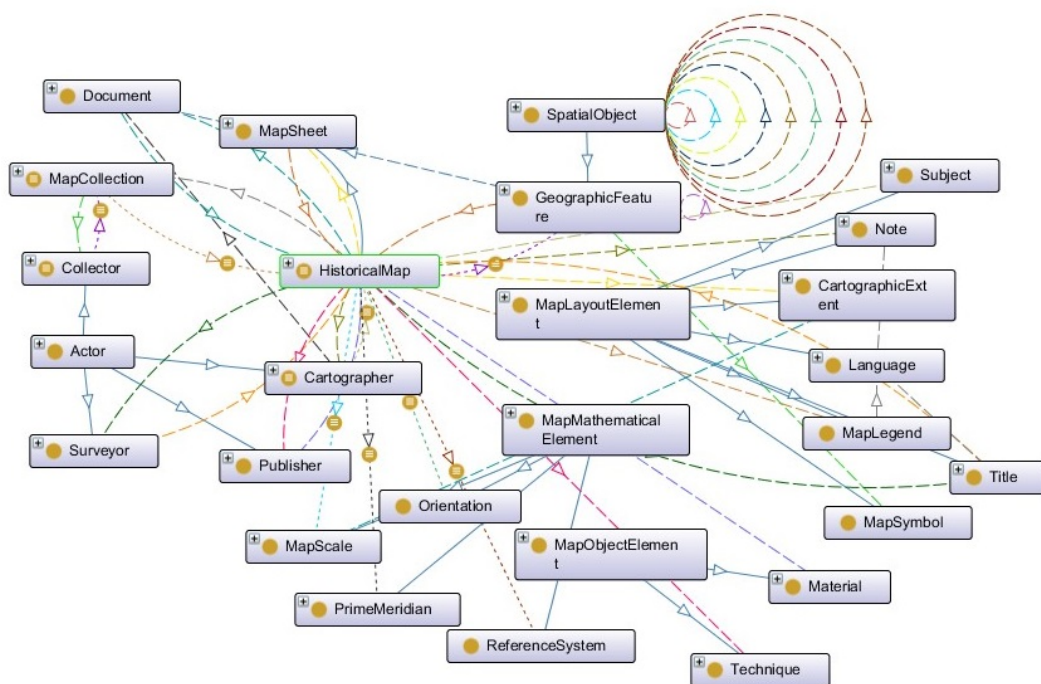 Document
SpatialObject
MapSheet
MapCollection
Subject
GeographicFeatu
re
Note
Collector
HistoricalMap
CartographicExt
ent
MapLayoutElemen
t
Actor
Language
Cartographer
MapMathematical
Element
MapLegend
Surveyor
Publisher
Title
Orientation
MapSymbol
MapScale
MapObjectElemen
t
Material
PrimeMeridian
ReferenceSystem
Technique